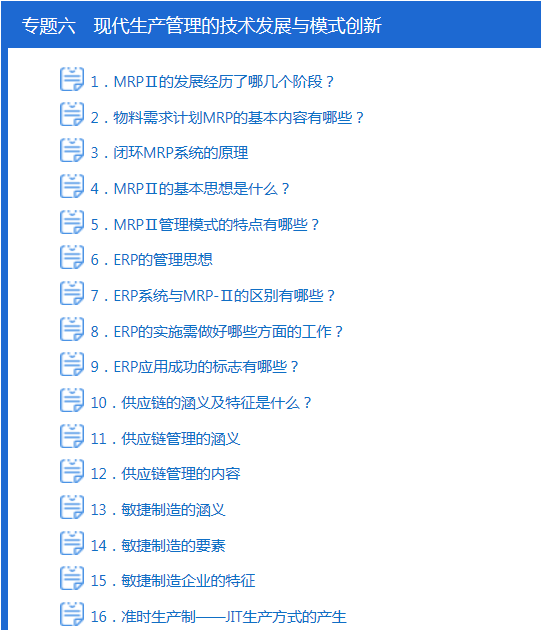 专题六　现代生产管理的技术发展与模式创新
1．MRPⅡ的发展经历了哪几个阶段？
2．物料需求计划MRP的基本内容有哪些？
3．闭环MRP系统的原理
4．MRPⅡ的基本思想是什么？
5．MRPⅡ管理模式的特点有哪些？
6．ERP的管理思想
7．ERP系统与MRP-Ⅱ的区别有哪些？
8．ERP的实施需做好哪些方面的工作？
9．ERP应用成功的标志有哪些？
10．供应链的涵义及特征是什么？
11．供应链管理的涵义
12．供应链管理的内容
13．敏捷制造的涵义
14．敏捷制造的要素
15．敏捷制造企业的特征
16．准时生产制——JIT生产方式的产生